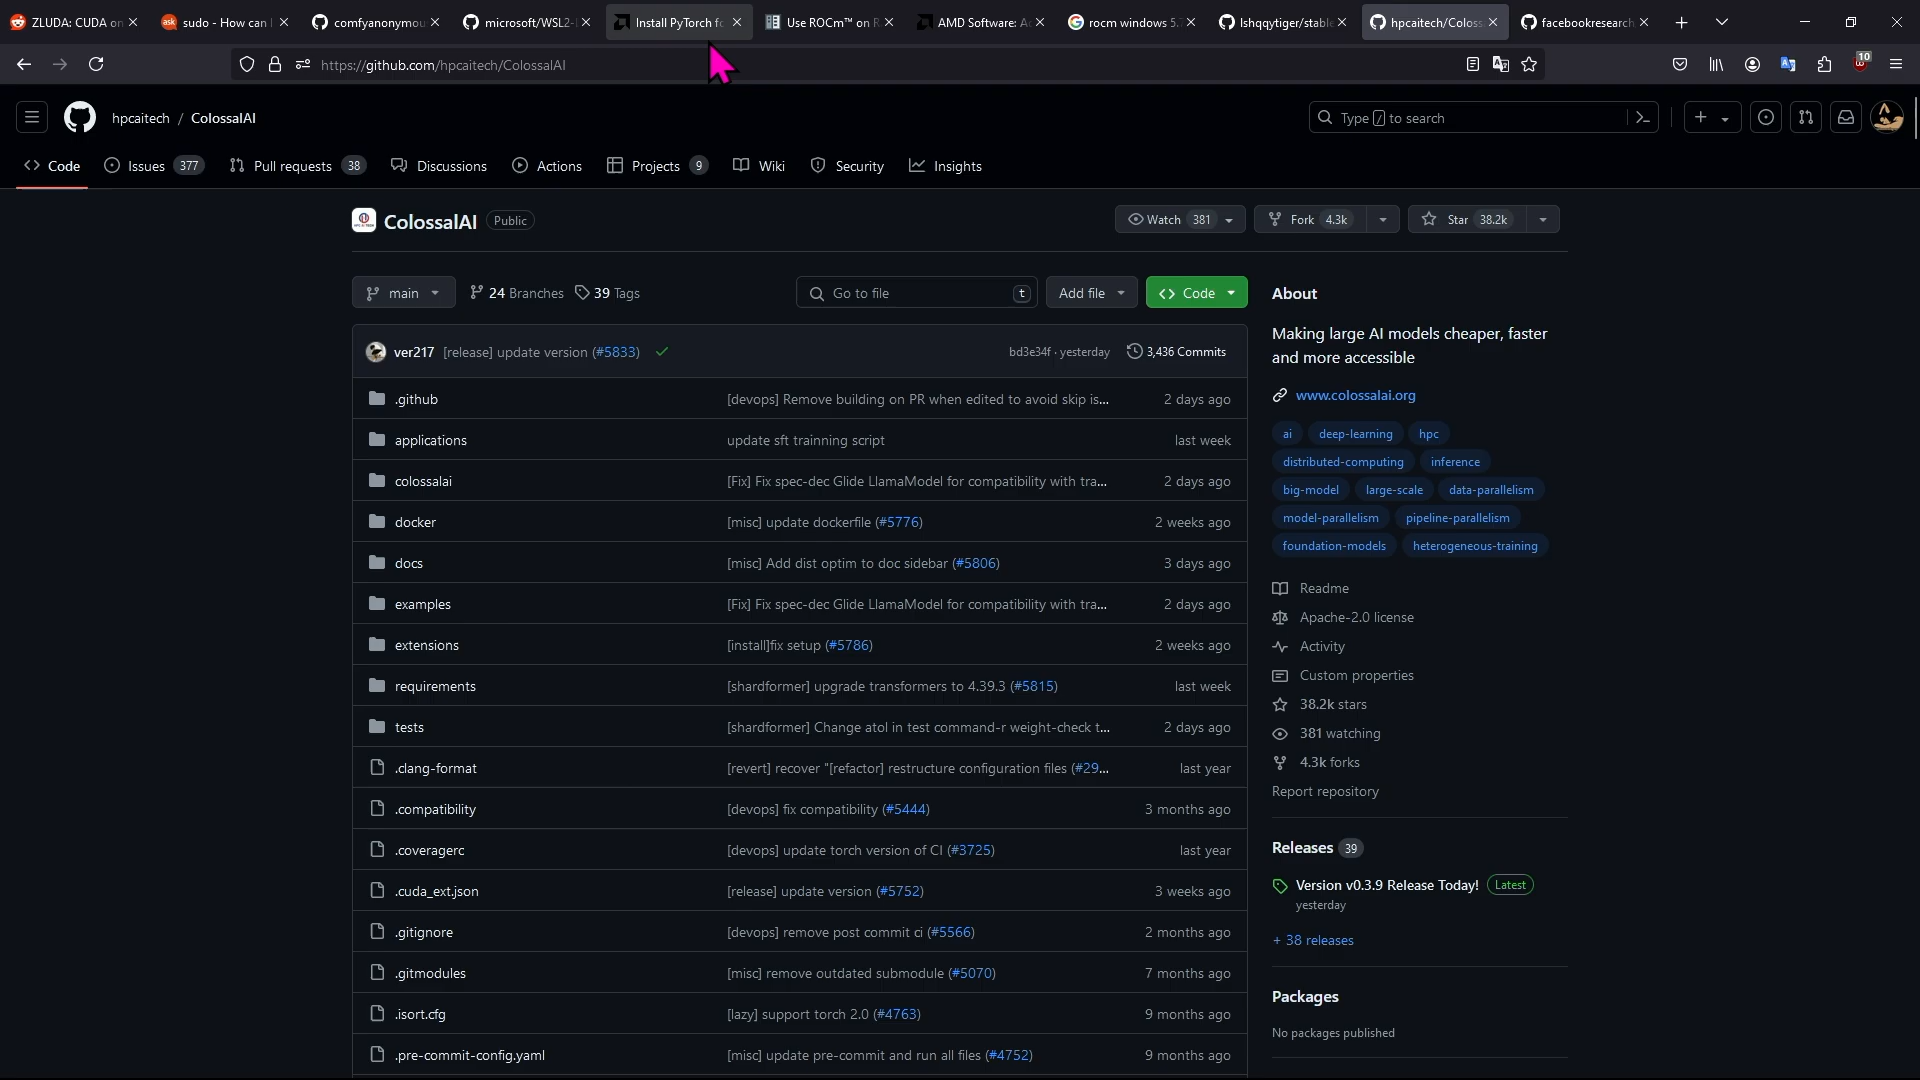 ZLUDA: CUDA on
sudo - How can I
comfyanonymou
microsoft/WSL2-
Install PyTorch fo
Use ROCm™ on R
AMD Software: A
rocm windows 5.
lshqqytiger/stable
hpcaitech/Coloss
facebookresearch
https://github.com/hpcaitech/ColossalAI
10
hpcaitech / ColossalAI
Type / to search
Code
Issues 377
Pull requests 38
Discussions
Actions
Projects 9
Wiki
Security
Insights
ColossalAI Public
Watch 381
Fork 4.3k
Star 38.2k
main
24 Branches
39 Tags
Go to file t
Add file
Code
ver217 [release] update version (#5833)
bd3e34f · yesterday
3,436 Commits
.github [devops] Remove building on PR when edited to avoid skip is... 2 days ago
applications update sft trainning script last week
colossalai [Fix] Fix spec-dec Glide LlamaModel for compatibility with tra... 2 days ago
docker [misc] update dockerfile (#5776) 2 weeks ago
docs [misc] Add dist optim to doc sidebar (#5806) 3 days ago
examples [Fix] Fix spec-dec Glide LlamaModel for compatibility with tra... 2 days ago
extensions [install]fix setup (#5786) 2 weeks ago
requirements [shardformer] upgrade transformers to 4.39.3 (#5815) last week
tests [shardformer] Change atol in test command-r weight-check t... 2 days ago
.clang-format [revert] recover "[refactor] restructure configuration files (#29... last year
.compatibility [devops] fix compatibility (#5444) 3 months ago
.coveragerc [devops] update torch version of CI (#3725) last year
.cuda_ext.json [release] update version (#5752) 3 weeks ago
.gitignore [devops] remove post commit ci (#5566) 2 months ago
.gitmodules [misc] remove outdated submodule (#5070) 7 months ago
.isort.cfg [lazy] support torch 2.0 (#4763) 9 months ago
.pre-commit-config.yaml [misc] update pre-commit and run all files (#4752) 9 months ago
About
Making large AI models cheaper, faster
and more accessible
www.colossalai.org
ai deep-learning hpc
distributed-computing inference
big-model large-scale data-parallelism
model-parallelism pipeline-parallelism
foundation-models heterogeneous-training
Readme
Apache-2.0 license
Activity
Custom properties
38.2k stars
381 watching
4.3k forks
Report repository
Releases 39
Version v0.3.9 Release Today! Latest
yesterday
+ 38 releases
Packages
No packages published